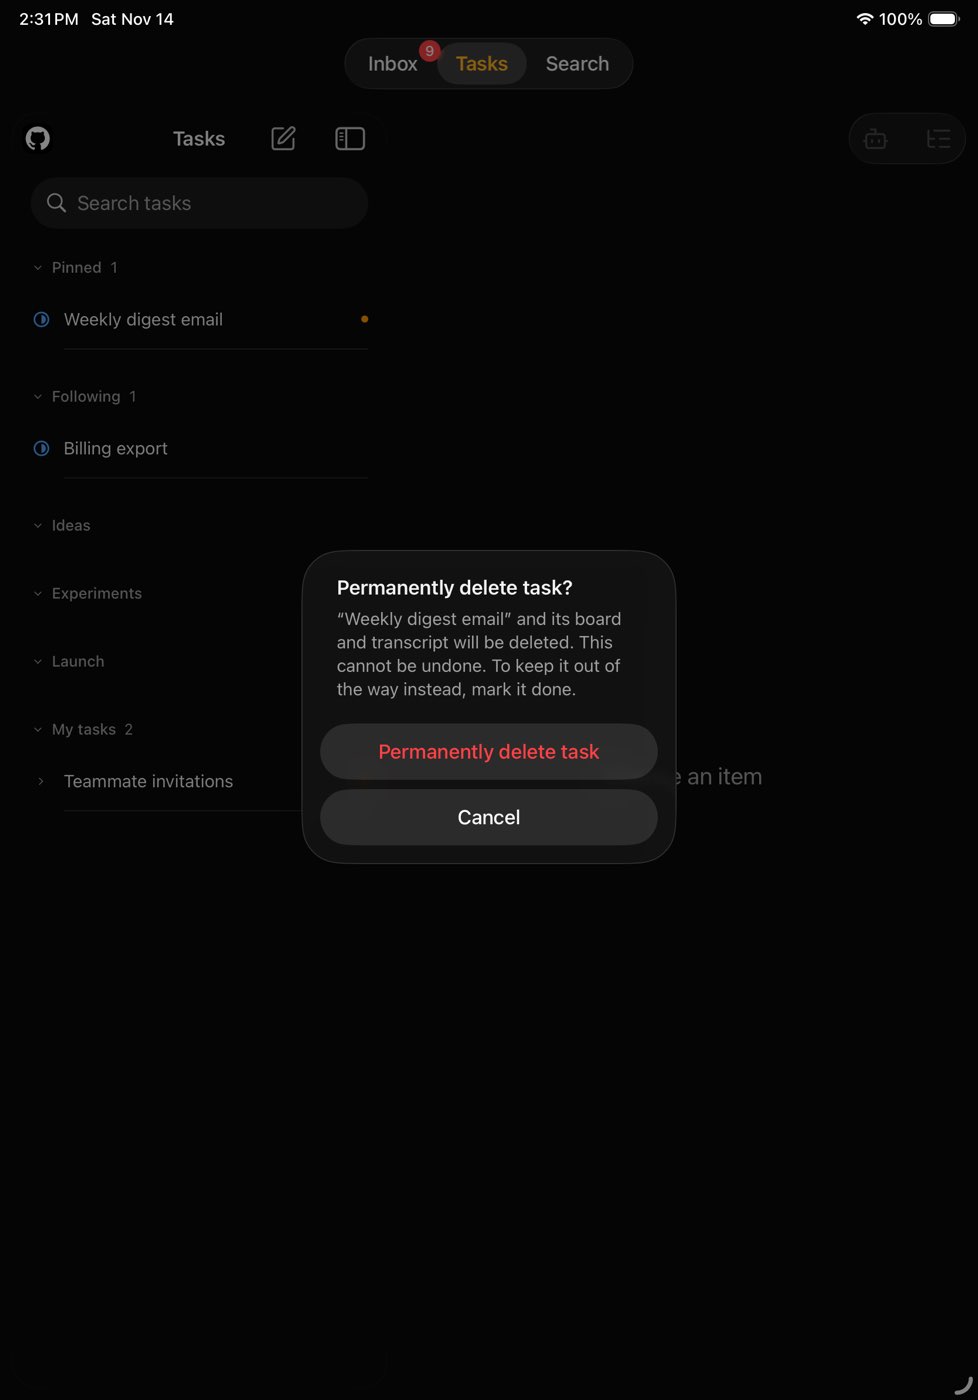 2:31 PM Sat Nov 14
100%
Inbox 9 Tasks Search
Tasks
Search tasks
Pinned 1
Weekly digest email
Following 1
Billing export
Ideas
Experiments
Launch
My tasks 2
Teammate invitations
Permanently delete task?
“Weekly digest email” and its board
and transcript will be deleted. This
cannot be undone. To keep it out of
the way instead, mark it done.
Permanently delete task
Cancel
an item